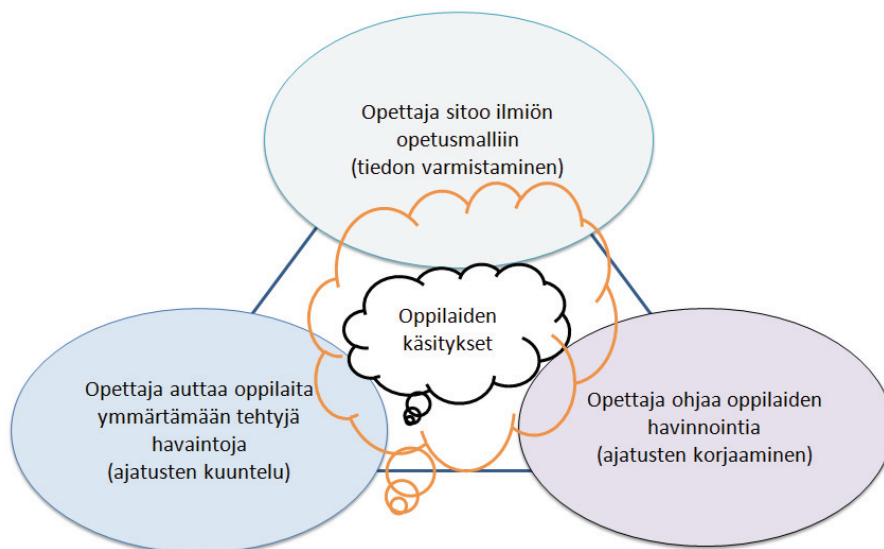 Opettaja sitoo ilmiön
opetusmalliin
(tiedon varmistaminen)
Oppilaiden
käsitykset
Opettaja auttaa oppilaita
ymmärtämään tehtyjä
havaintoja
(ajatusten kuuntelu)
Opettaja ohjaa oppilaiden
havinnointia
(ajatusten korjaaminen)